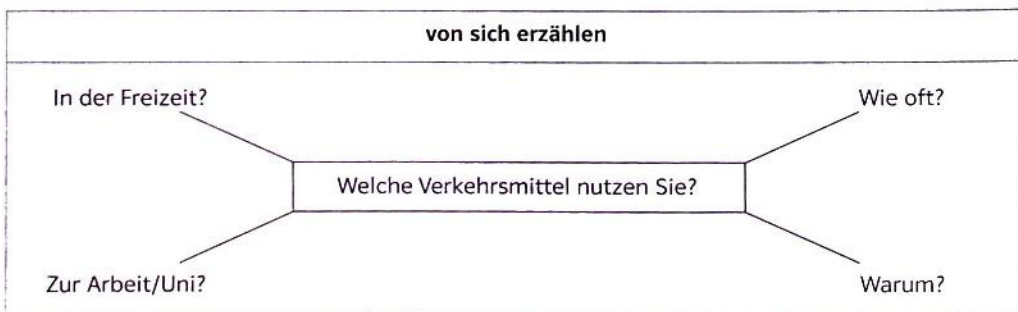 von sich erzählen
In der Freizeit?
Wie oft?
Welche Verkehrsmittel nutzen Sie?
Zur Arbeit/Uni?
Warum?